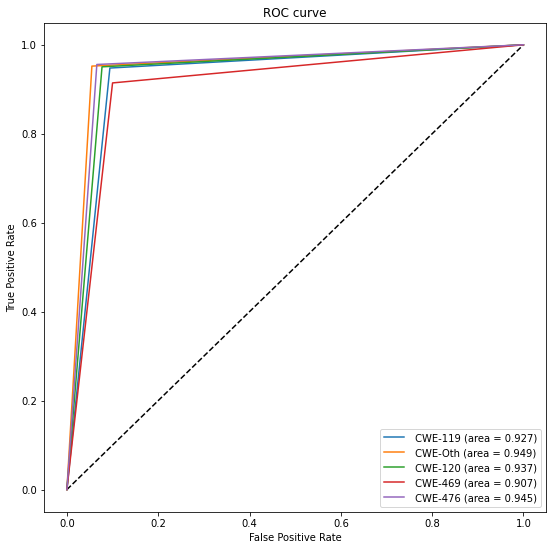 ROC curve
1.0
0.8
0.6
0.4
0.2
0.0
True Positive Rate
CWE-119 (area = 0.927)
CWE-Oth (area = 0.949)
CWE-120 (area = 0.937)
CWE-469 (area = 0.907)
CWE-476 (area = 0.945)
0.0 0.2 0.4 0.6 0.8 1.0
False Positive Rate